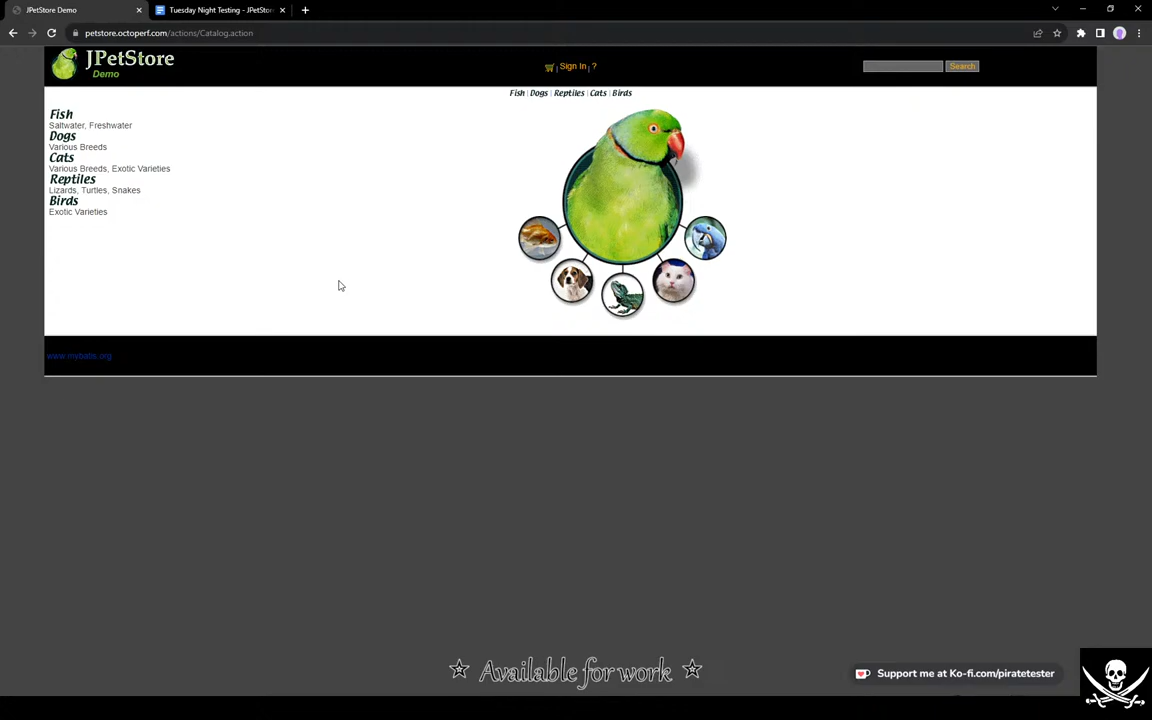 JPetStore Demo
Tuesday Night Testing - JPetStor
petstore.octoperf.com/actions/Catalog.action
JPetStore
Demo
| Sign In | ?
Search
Fish | Dogs | Reptiles | Cats | Birds
Fish
Saltwater, Freshwater
Dogs
Various Breeds
Cats
Various Breeds, Exotic Varieties
Reptiles
Lizards, Turtles, Snakes
Birds
Exotic Varieties
www.mybatis.org
Available for work
Support me at Ko-fi.com/piratetester